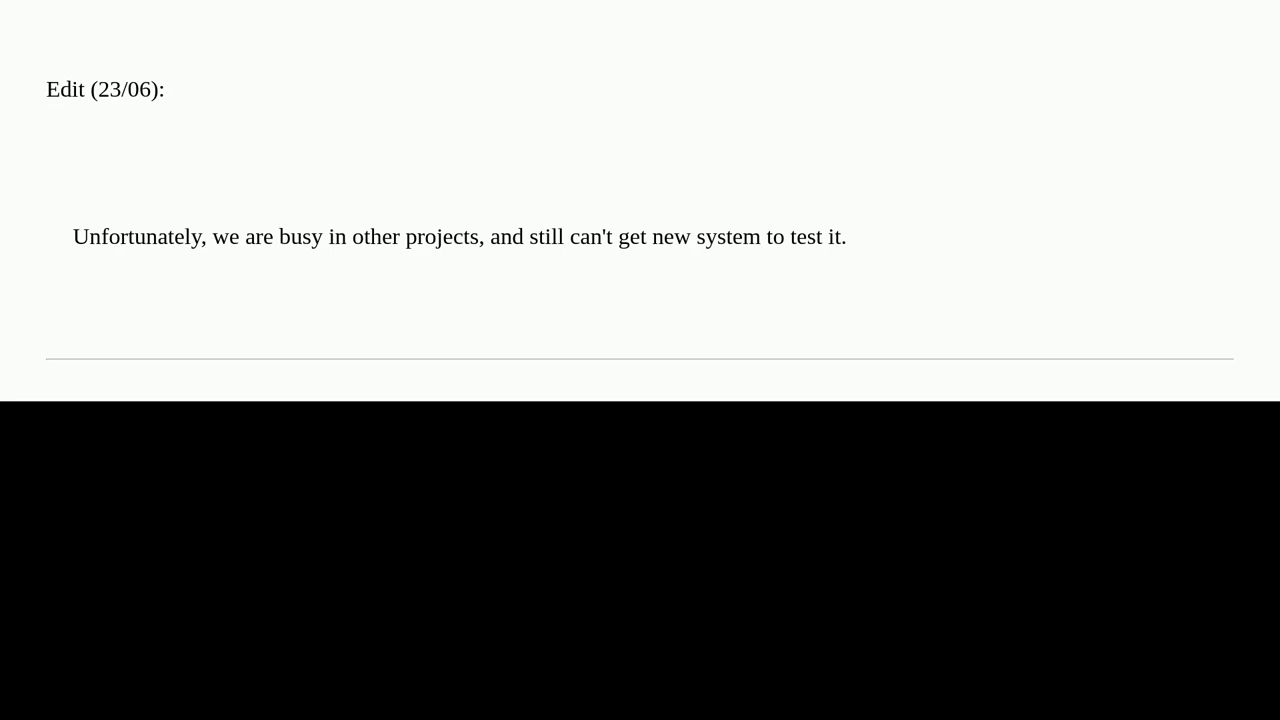 Edit (23/06):
Unfortunately, we are busy in other projects, and still can't get new system to test it.